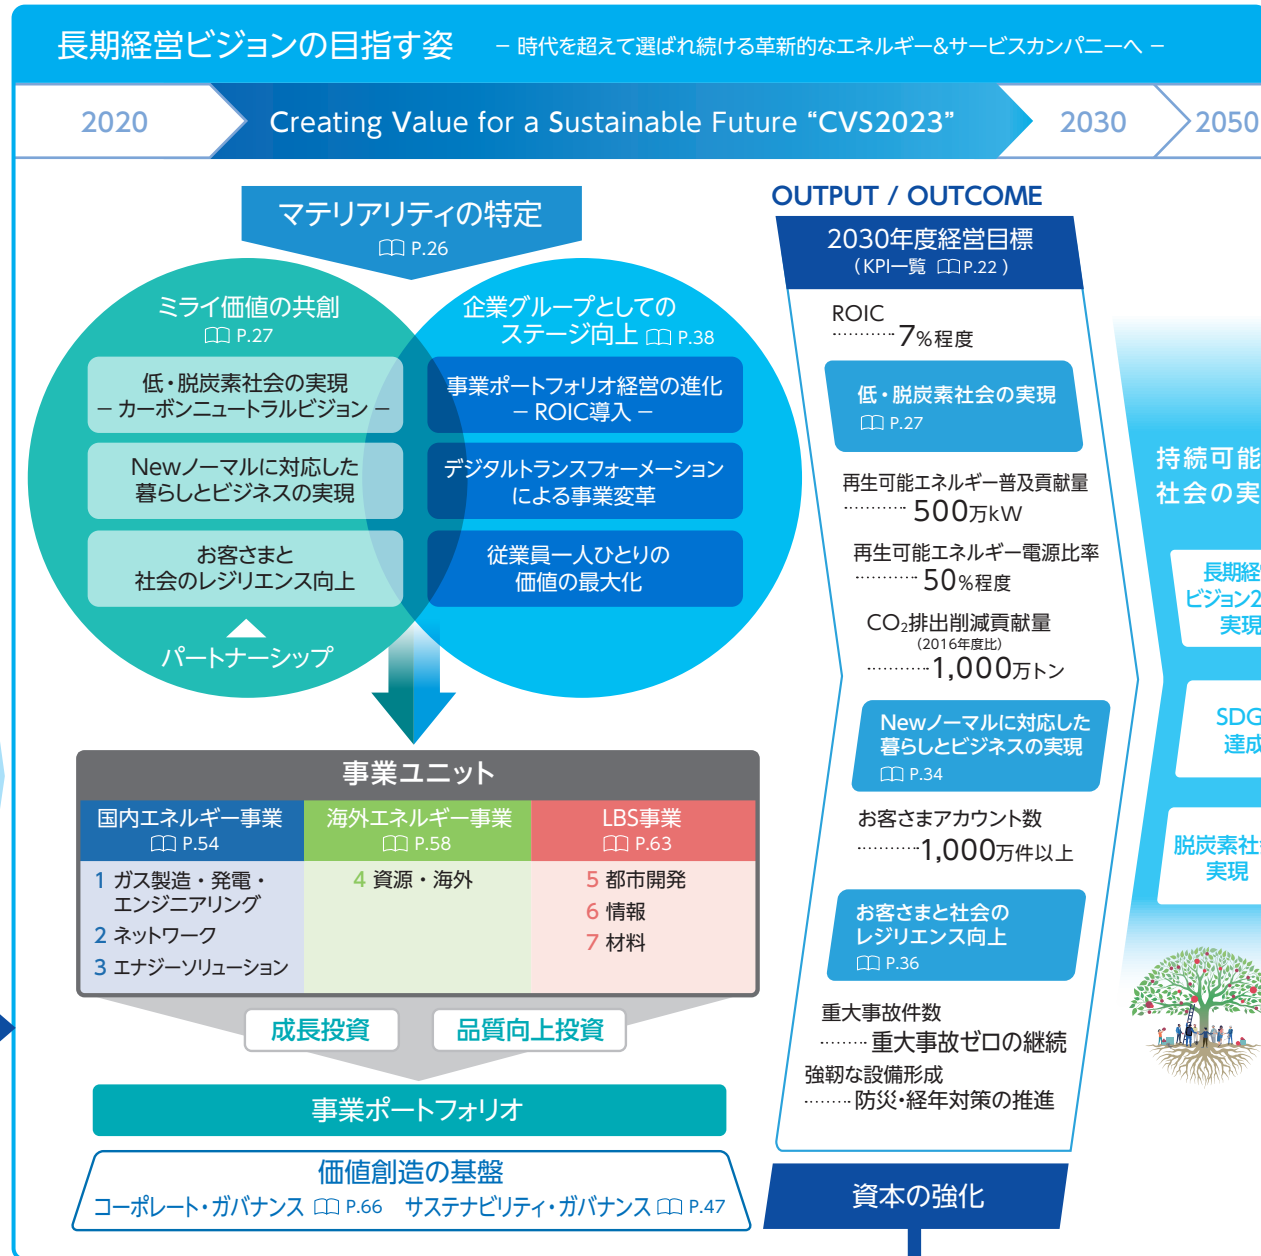 長期経営ビジョンの目指す姿
− 時代を超えて選ばれ続ける革新的なエネルギー&サービスカンパニーへ −
2020
Creating Value for a Sustainable Future “CVS2023”
2030
2050
マテリアリティの特定
P.26
ミライ価値の共創
P.27
低・脱炭素社会の実現
− カーボンニュートラルビジョン −
Newノーマルに対応した
暮らしとビジネスの実現
お客さまと
社会のレジリエンス向上
パートナーシップ
企業グループとしての
ステージ向上 P.38
事業ポートフォリオ経営の進化
− ROIC導入 −
デジタルトランスフォーメーション
による事業変革
従業員一人ひとりの
価値の最大化
事業ユニット
国内エネルギー事業
P.54
1 ガス製造・発電・
エンジニアリング
2 ネットワーク
3 エナジーソリューション
海外エネルギー事業
P.58
4 資源・海外
LBS事業
P.63
5 都市開発
6 情報
7 材料
成長投資
品質向上投資
事業ポートフォリオ
価値創造の基盤
コーポレート・ガバナンス P.66 サステナビリティ・ガバナンス P.47
OUTPUT / OUTCOME
2030年度経営目標
(KPI一覧 P.22)
ROIC
………… 7%程度
低・脱炭素社会の実現
P.27
再生可能エネルギー普及貢献量
………… 500万kW
再生可能エネルギー電源比率
………… 50%程度
CO₂排出削減貢献量
(2016年度比)
………… 1,000万トン
Newノーマルに対応した
暮らしとビジネスの実現
P.34
お客さまアカウント数
………… 1,000万件以上
お客さまと社会の
レジリエンス向上
P.36
重大事故件数
……… 重大事故ゼロの継続
強靭な設備形成
……… 防災・経年対策の推進
資本の強化
持続可能
社会の実
長期経
ビジョン2
実現
SDG
達成
脱炭素社
実現